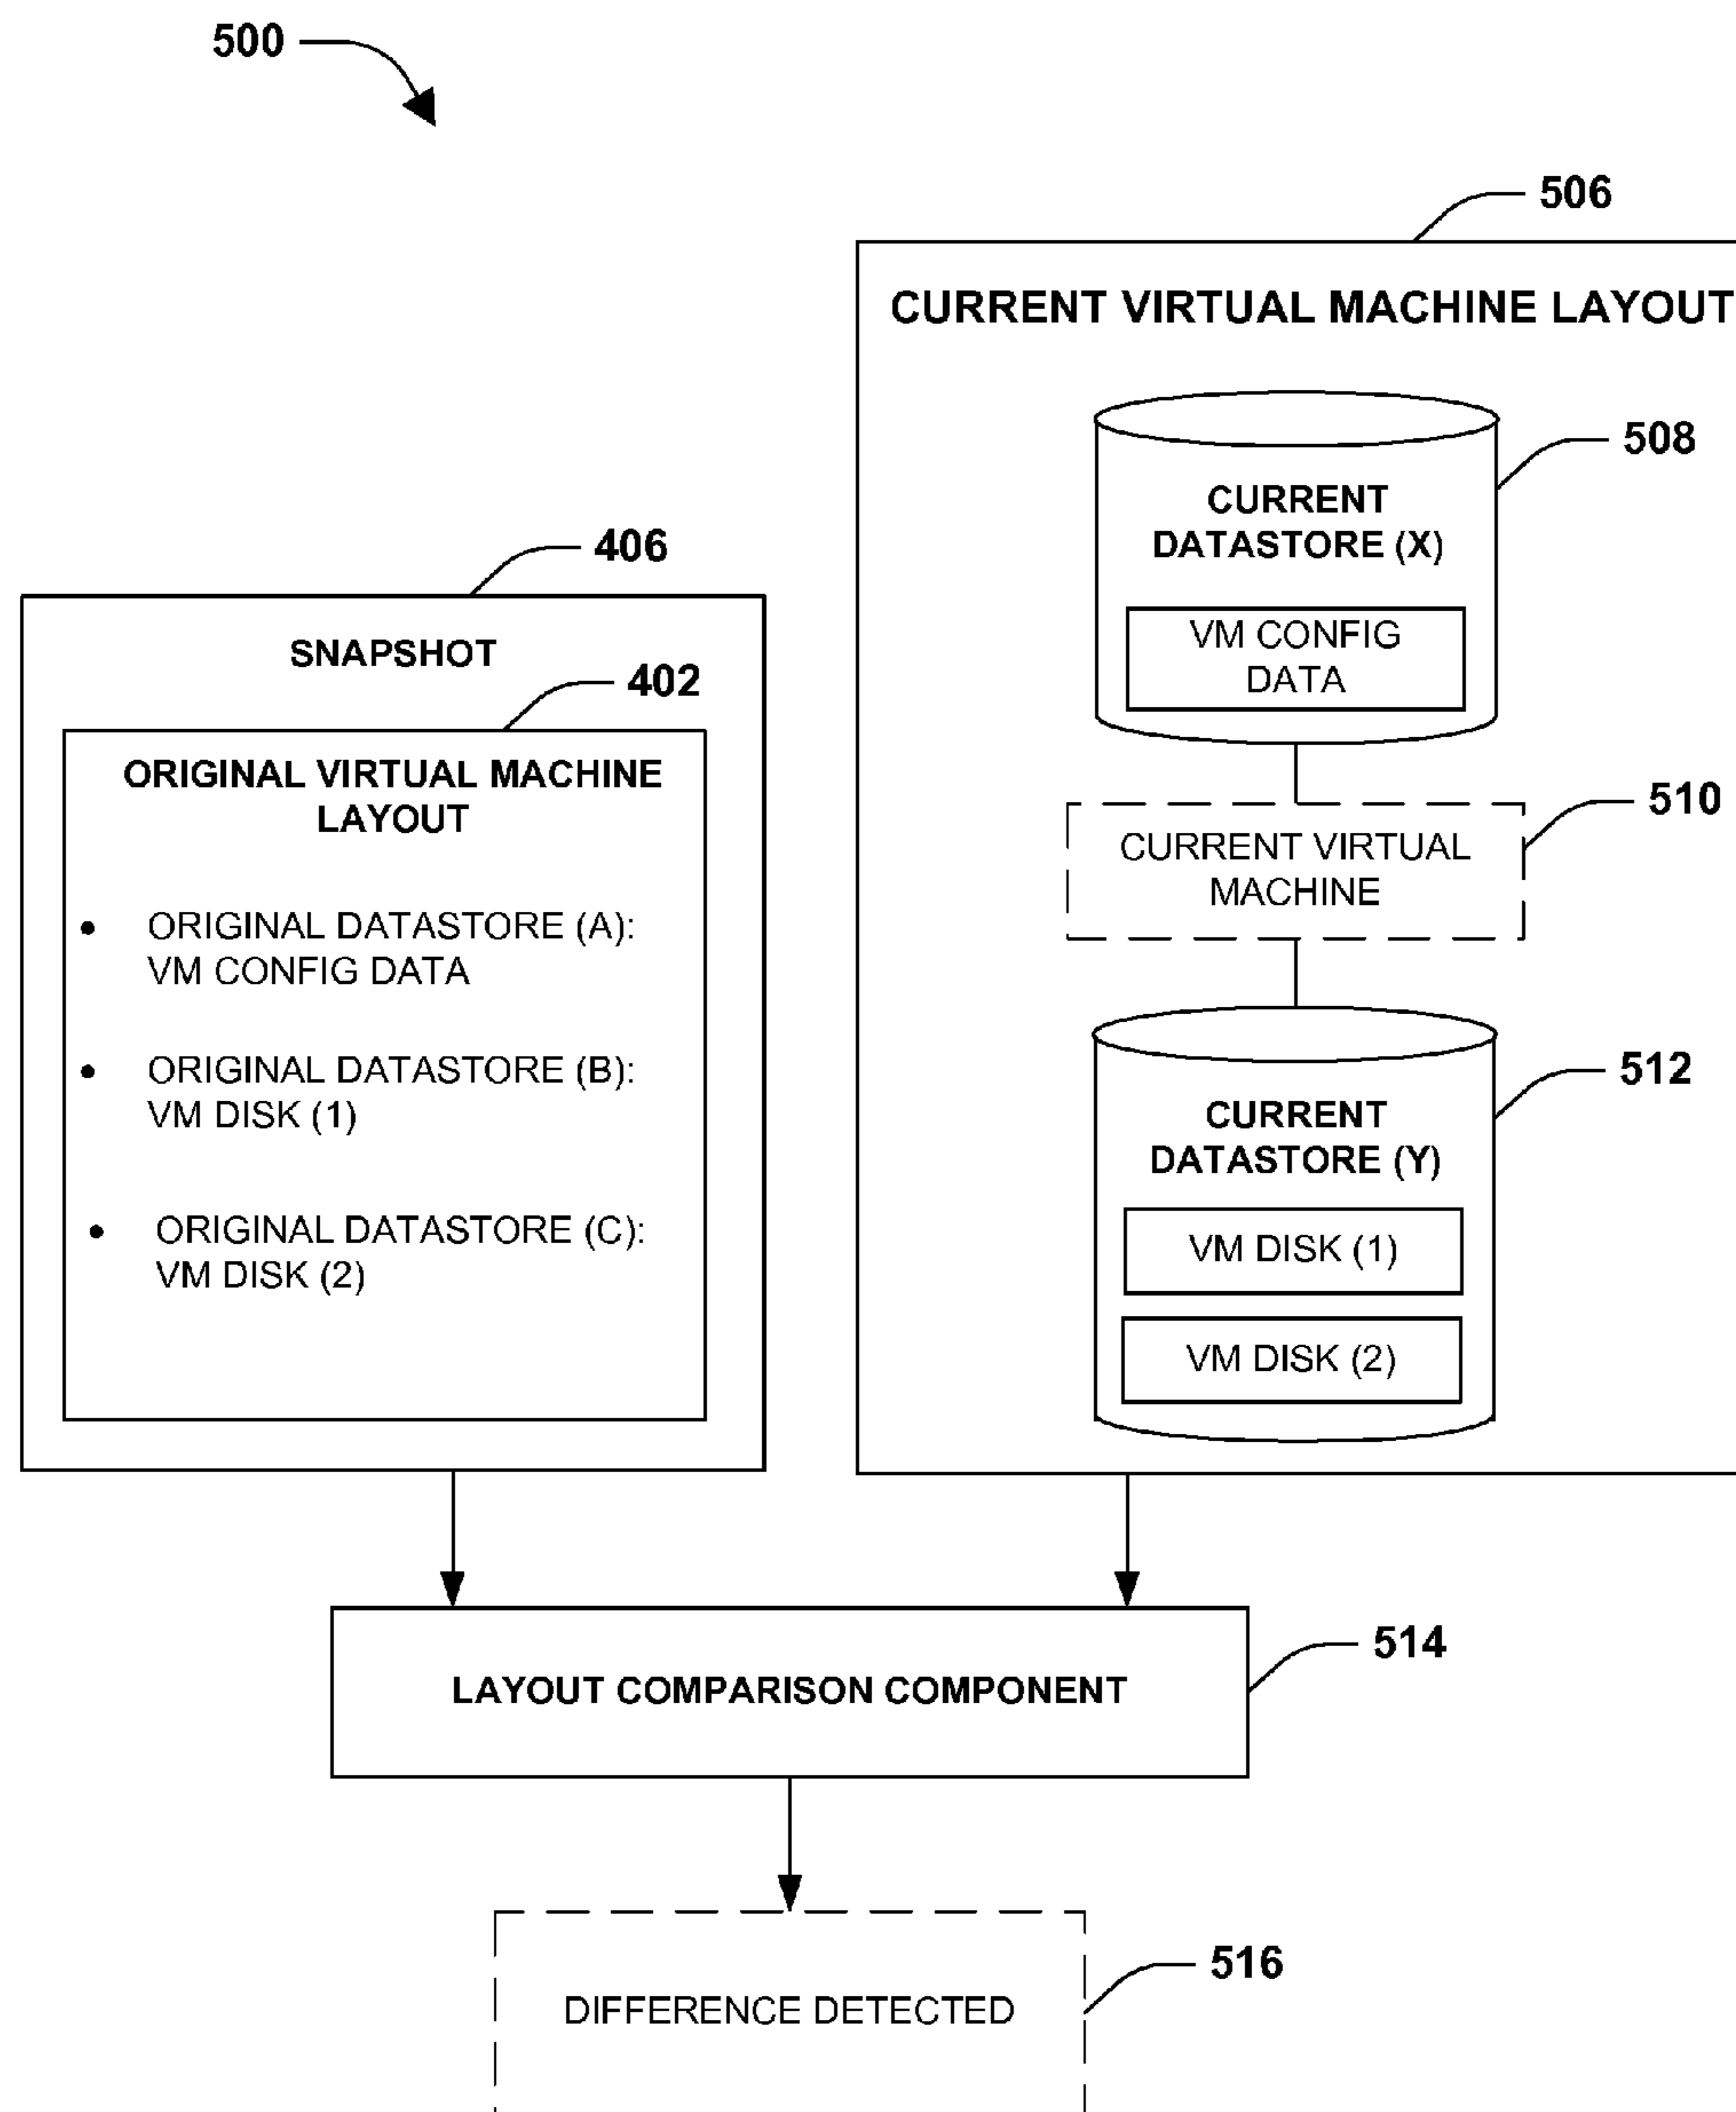 500
506
CURRENT VIRTUAL MACHINE LAYOUT
508
CURRENT
DATASTORE (X)
VM CONFIG
DATA
406
SNAPSHOT
402
ORIGINAL VIRTUAL MACHINE
LAYOUT
• ORIGINAL DATASTORE (A):
VM CONFIG DATA
• ORIGINAL DATASTORE (B):
VM DISK (1)
• ORIGINAL DATASTORE (C):
VM DISK (2)
510
CURRENT VIRTUAL
MACHINE
512
CURRENT
DATASTORE (Y)
VM DISK (1)
VM DISK (2)
514
LAYOUT COMPARISON COMPONENT
516
DIFFERENCE DETECTED